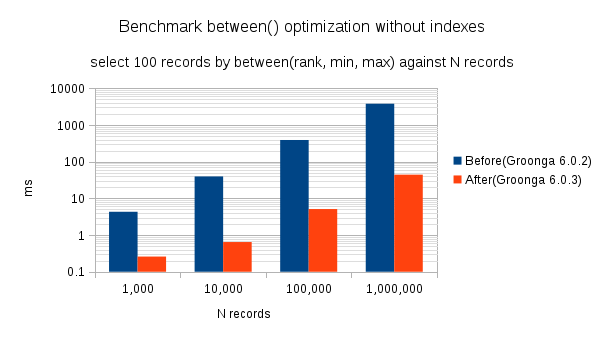 Benchmark between() optimization without indexes
select 100 records by between(rank, min, max) against N records
10000
1000
100
10
1
0.1
ms
1,000
10,000
100,000
1,000,000
N records
Before(Groonga 6.0.2)
After(Groonga 6.0.3)